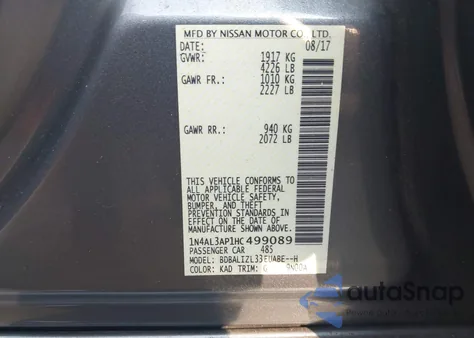 MFD BY NISSAN MOTOR CO., LTD.
DATE: 08/17
GVWR: 1917 KG
4226 LB
GAWR FR.: 1010 KG
2227 LB
GAWR RR.: 940 KG
2072 LB
THIS VEHICLE CONFORMS TO
ALL APPLICABLE FEDERAL
MOTOR VEHICLE SAFETY,
BUMPER, AND THEFT
PREVENTION STANDARDS IN
EFFECT ON THE DATE OF
MANUFACTURE SHOWN ABOVE.
1N4AL3AP1HC499089
PASSENGER CAR 485
MODEL: BDBALIZL33EUABE--H
COLOR: KAD TRIM:
autoSnap